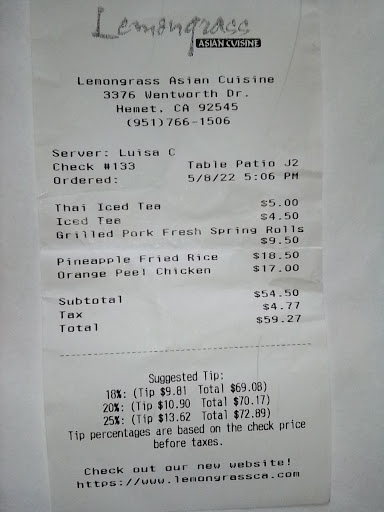 Lemongrass
ASIAN CUISINE
Lemongrass Asian Cuisine
3376 Wentworth Dr.
Hemet, CA 92545
(951)766-1506
Server: Luisa C
Check #133 Table Patio J2
Ordered: 5/8/22 5:06 PM
Thai Iced Tea $5.00
Iced Tea $4.50
Grilled Pork Fresh Spring Rolls
$9.50
Pineapple Fried Rice $18.50
Orange Peel Chicken $17.00
Subtotal $54.50
Tax $4.77
Total $59.27
Suggested Tip:
18%: (Tip $9.81 Total $69.08)
20%: (Tip $10.90 Total $70.17)
25%: (Tip $13.62 Total $72.89)
Tip percentages are based on the check price
before taxes.
Check out our new website!
https://www.lemongrassca.com